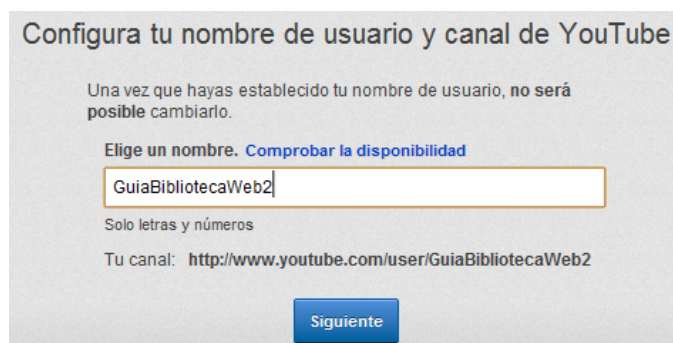 Configura tu nombre de usuario y canal de YouTube
Una vez que hayas establecido tu nombre de usuario, no será
posible cambiarlo.
Elige un nombre. Comprobar la disponibilidad
GuiaBibliotecaWeb2
Solo letras y números
Tu canal: http://www.youtube.com/user/GuiaBibliotecaWeb2
Siguiente